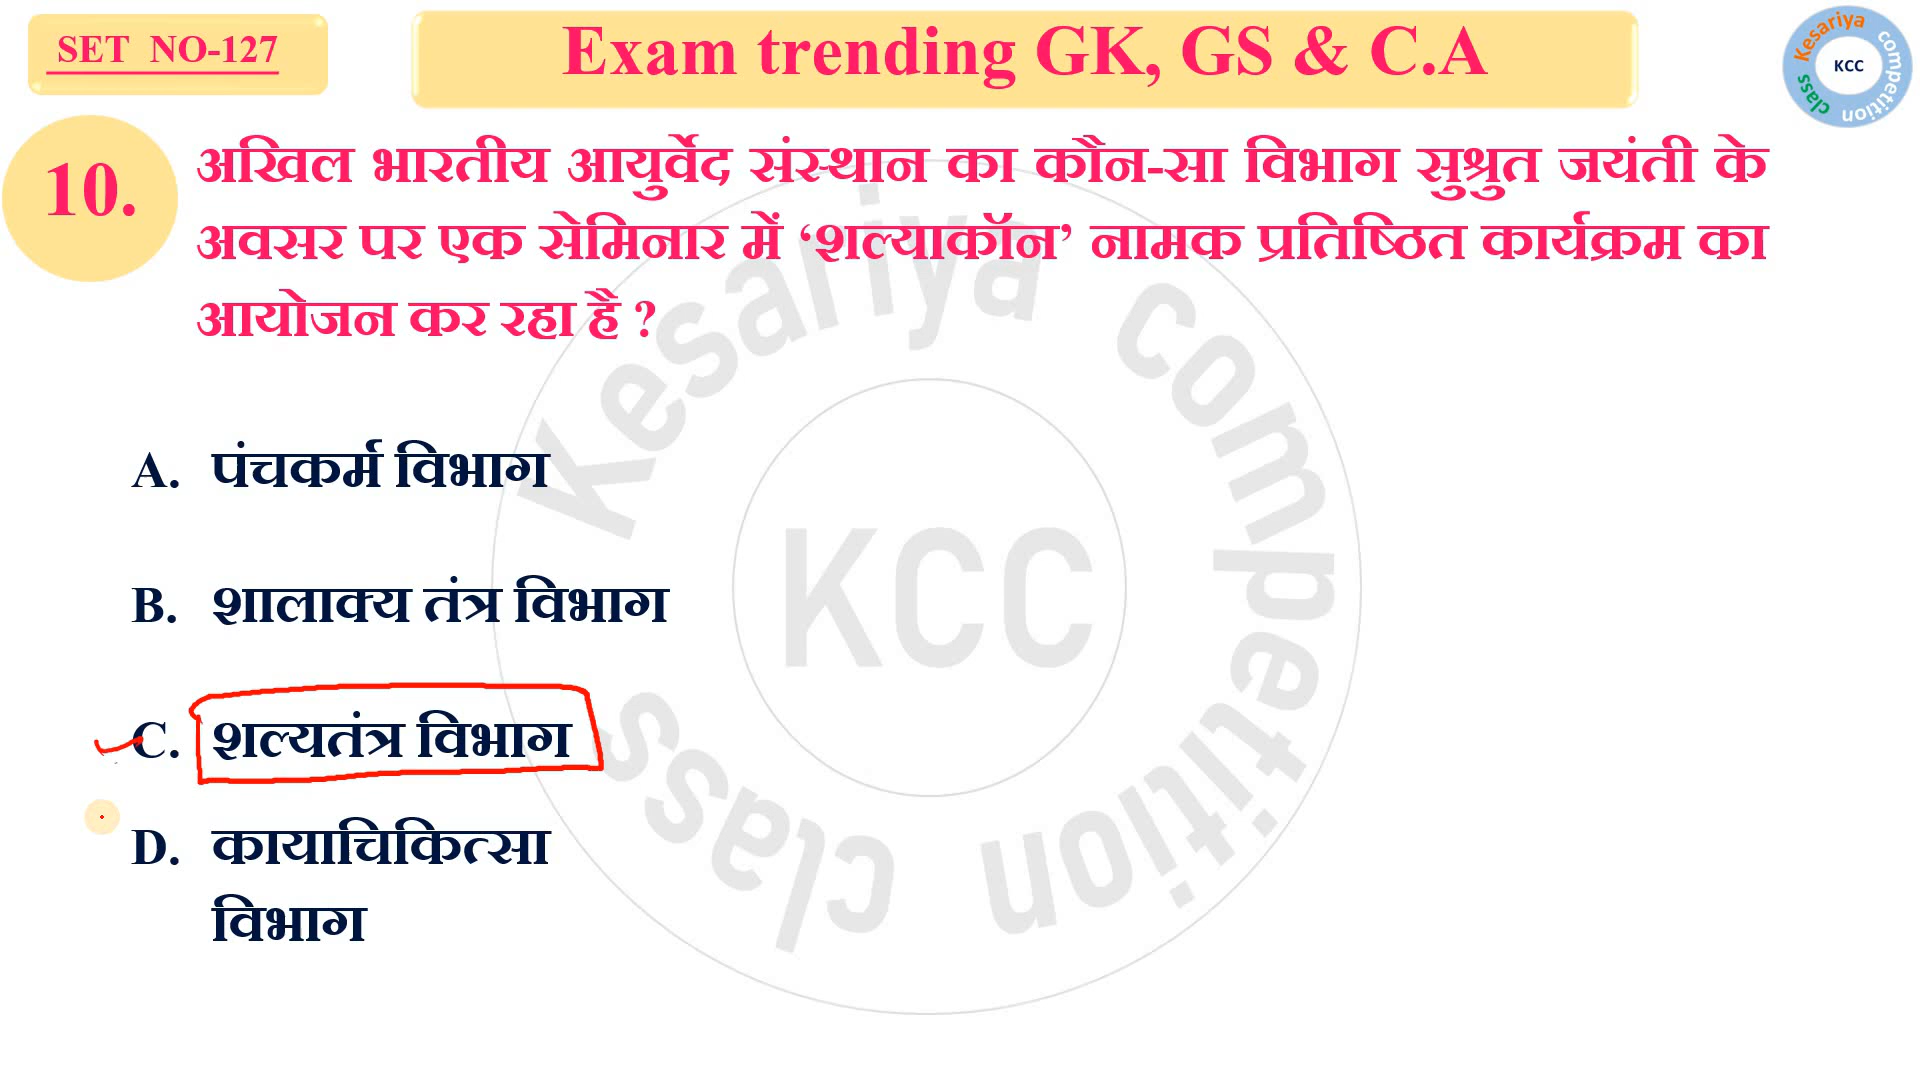 SET NO-127
Exam trending GK, GS & C.A
Kesariya competition class
KCC
10.
अखिल भारतीय आयुर्वेद संस्थान का कौन-सा विभाग सुश्रुत जयंती के
अवसर पर एक सेमिनार में ‘शल्याकॉन’ नामक प्रतिष्ठित कार्यक्रम का
आयोजन कर रहा है ?
A. पंचकर्म विभाग
B. शालाक्य तंत्र विभाग
C. शल्यतंत्र विभाग
D. कायाचिकित्सा
विभाग
Kesariya competition class
KCC